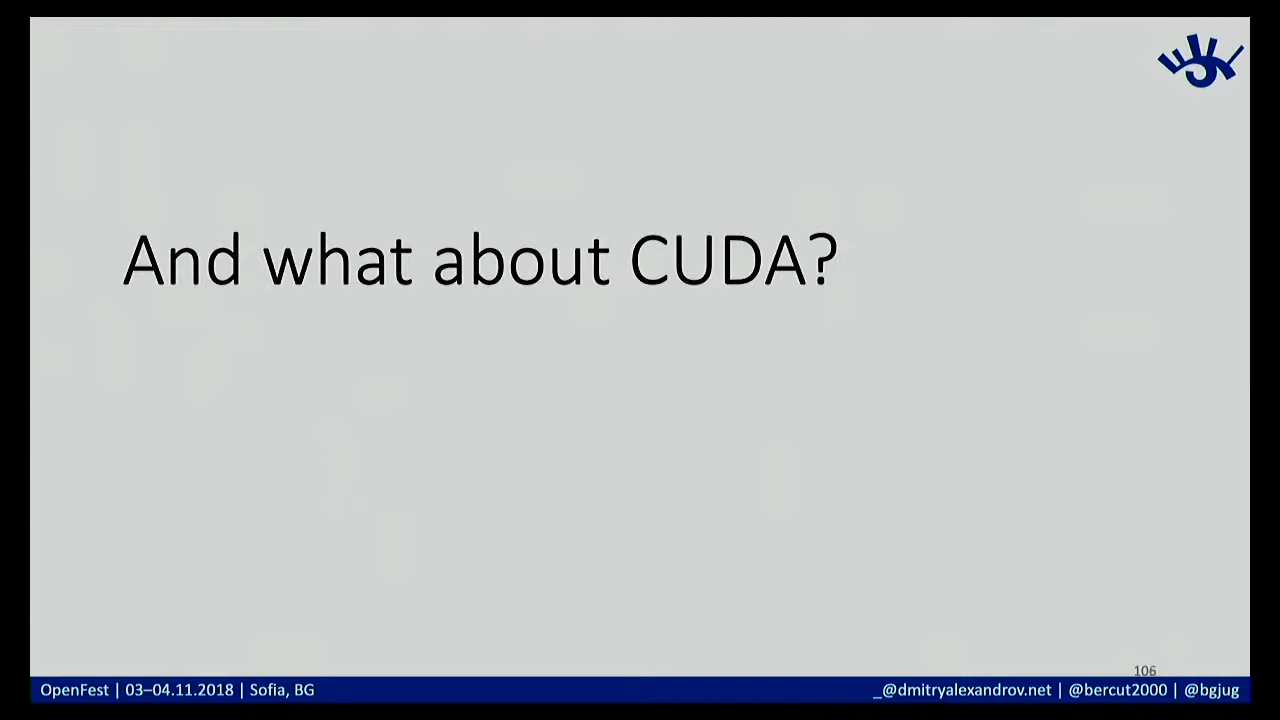 And what about CUDA?
106
OpenFest | 03–04.11.2018 | Sofia, BG
_@dmitryalexandrov.net | @bercut2000 | @bgjug